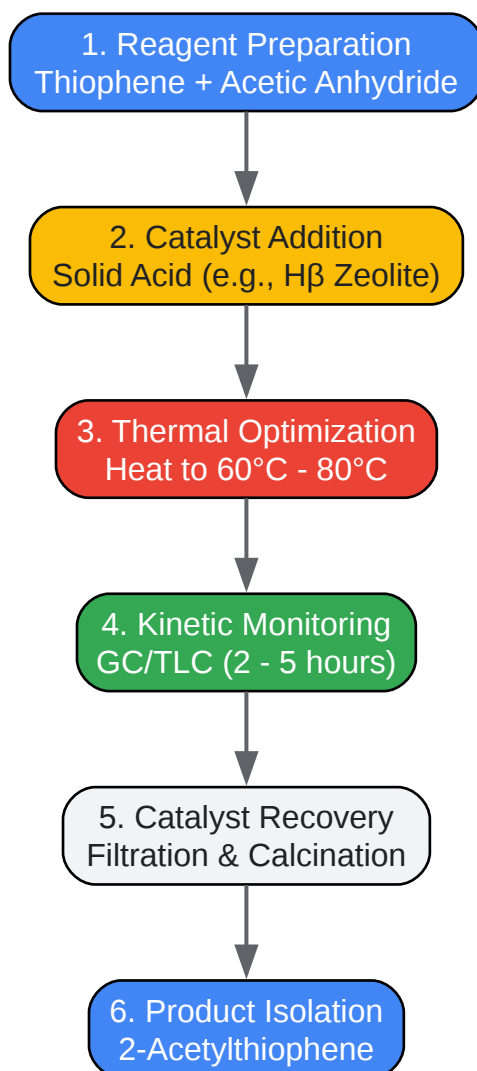 1. Reagent Preparation
Thiophene + Acetic Anhydride
2. Catalyst Addition
Solid Acid (e.g., Hβ Zeolite)
3. Thermal Optimization
Heat to 60°C - 80°C
4. Kinetic Monitoring
GC/TLC (2 - 5 hours)
5. Catalyst Recovery
Filtration & Calcination
6. Product Isolation
2-Acetylthiophene